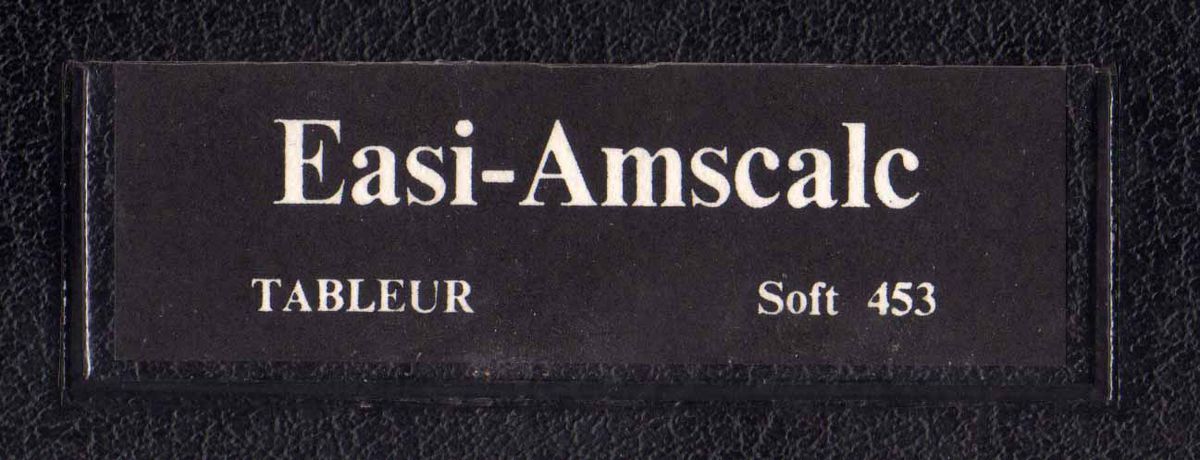 Easi-Amscalc
TABLEUR Soft 453